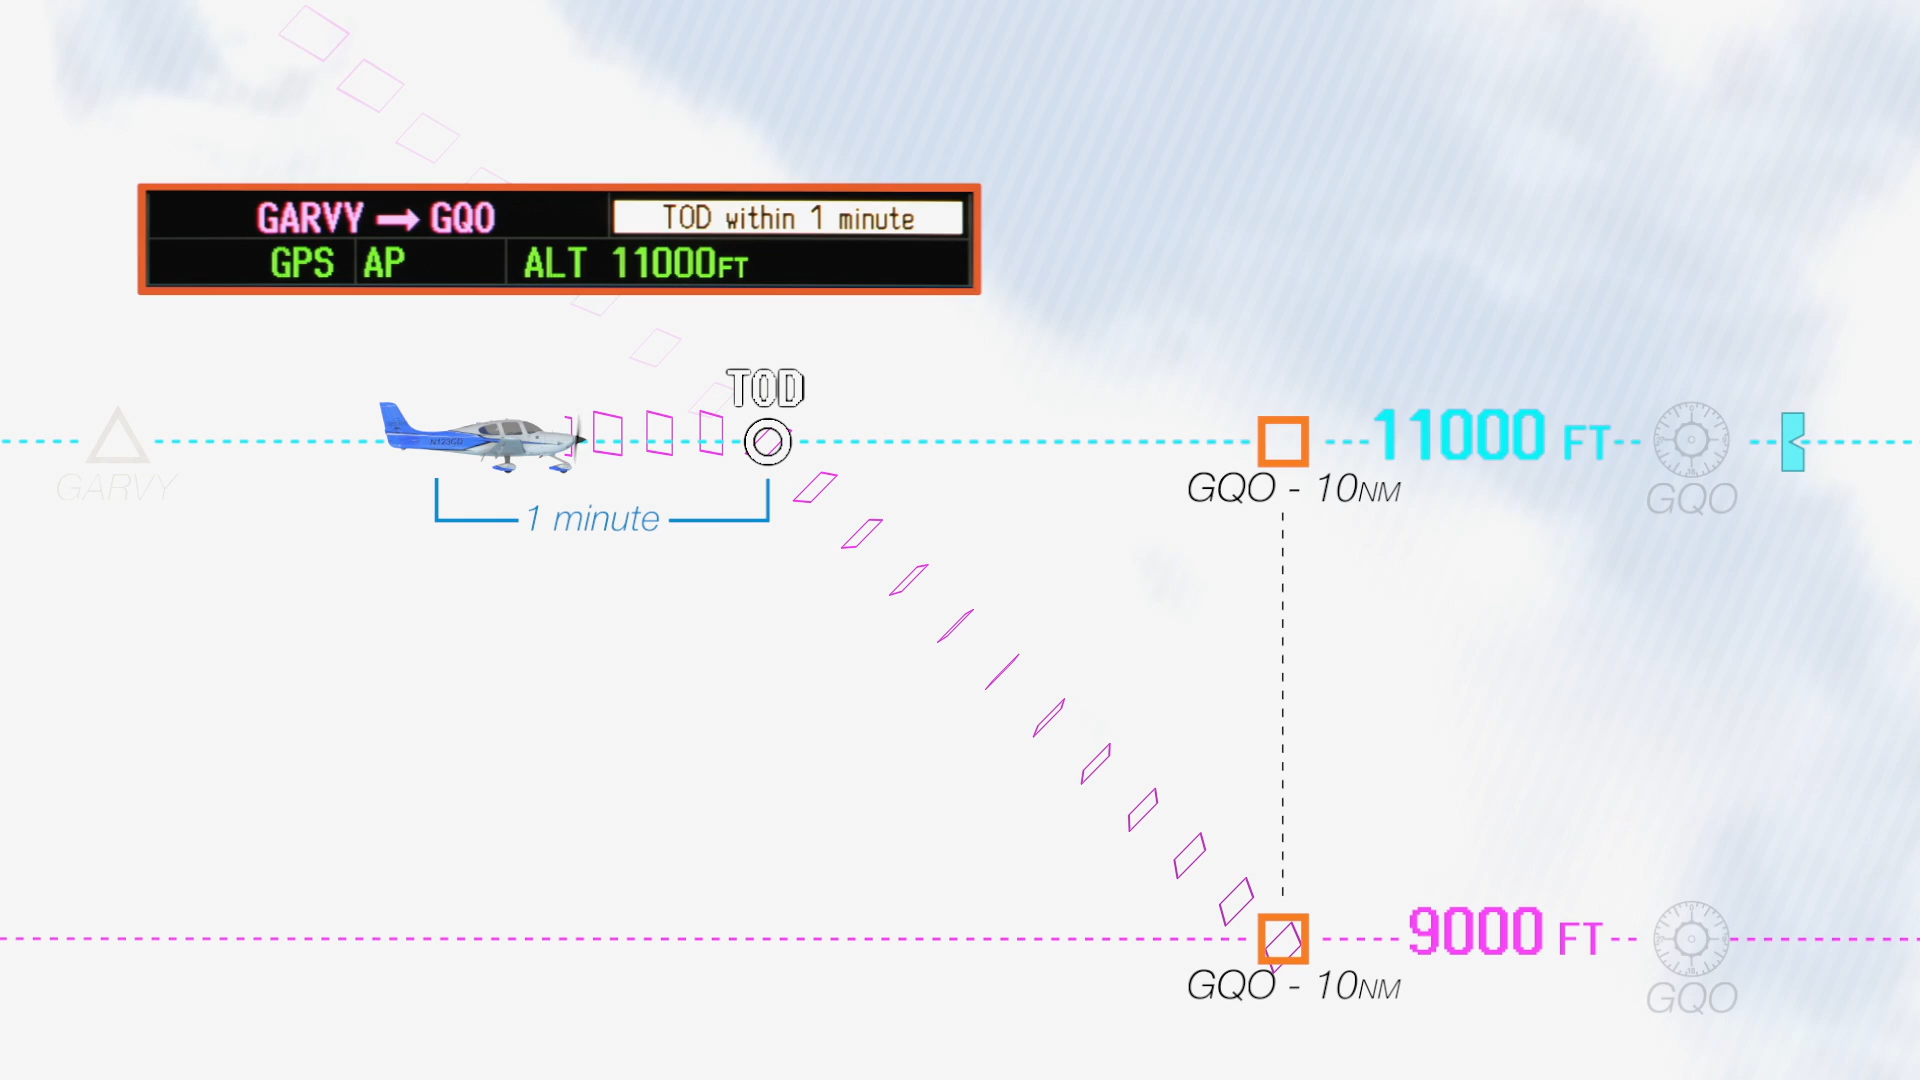 GARVY → GQO
TOD within 1 minute
GPS AP ALT 11000FT
TOD
11000 FT
GARVY
N123CD
1 minute
GQO - 10NM
GQO
9000 FT
GQO - 10NM
GQO